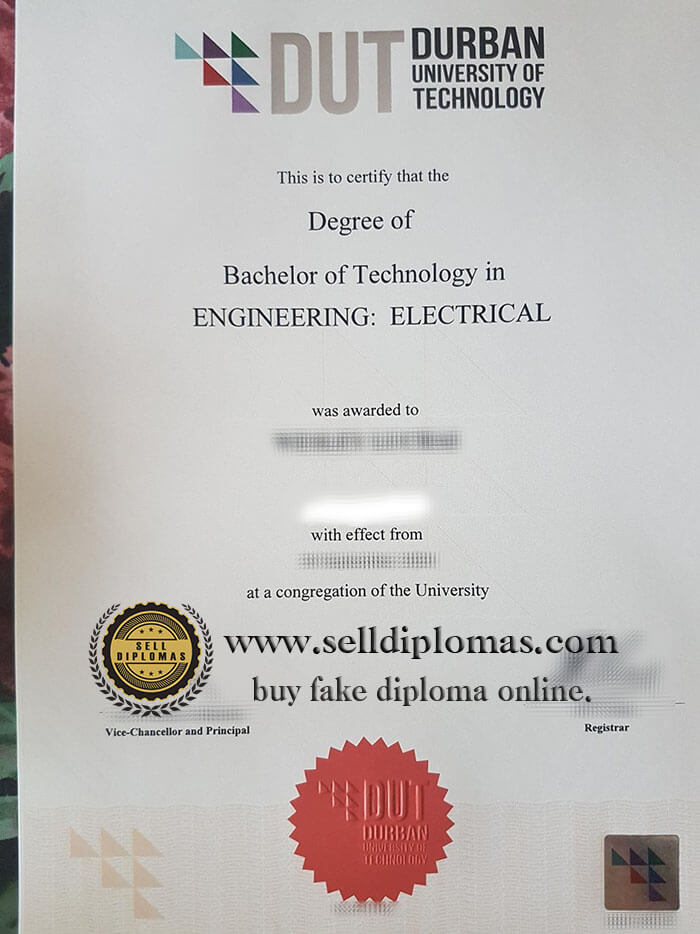 DUT DURBAN
UNIVERSITY OF
TECHNOLOGY
This is to certify that the
Degree of
Bachelor of Technology in
ENGINEERING: ELECTRICAL
was awarded to
with effect from
at a congregation of the University
SELL
DIPLOMAS
www.selldiplomas.com
buy fake diploma online.
Vice-Chancellor and Principal
Registrar
DUT
DURBAN
UNIVERSITY OF
TECHNOLOGY